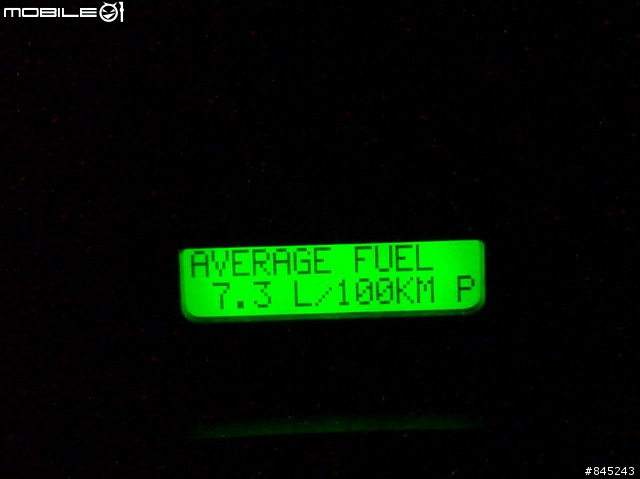 MOBILE01
AVERAGE FUEL
7.3 L/100KM P
#845243